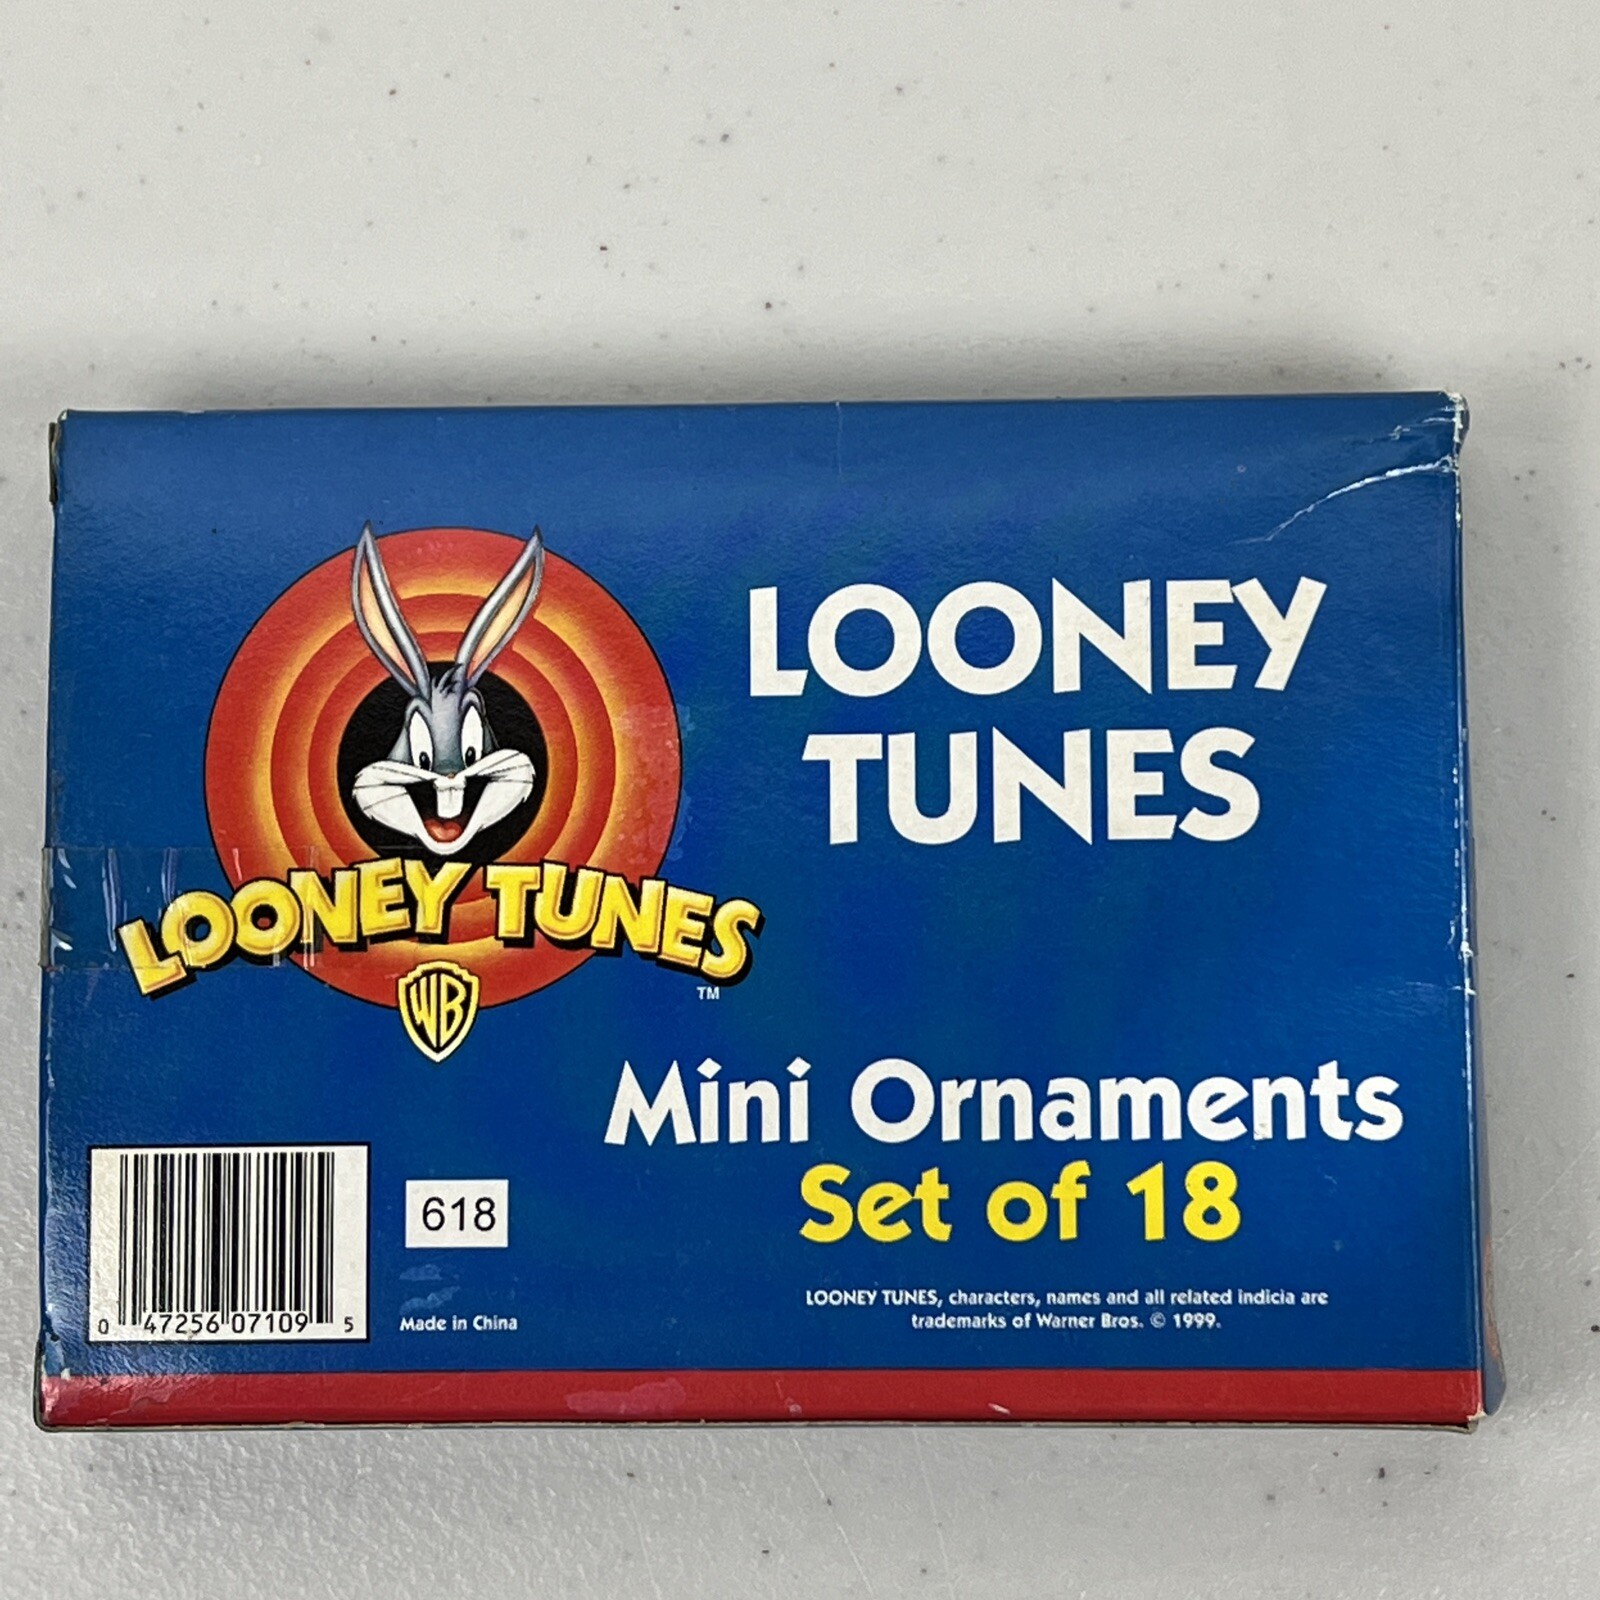 LOONEY
TUNES
LOONEY TUNES
WB
TM
Mini Ornaments
Set of 18
618
0 47256 07109 5
Made in China
LOONEY TUNES, characters, names and all related indicia are
trademarks of Warner Bros. © 1999.